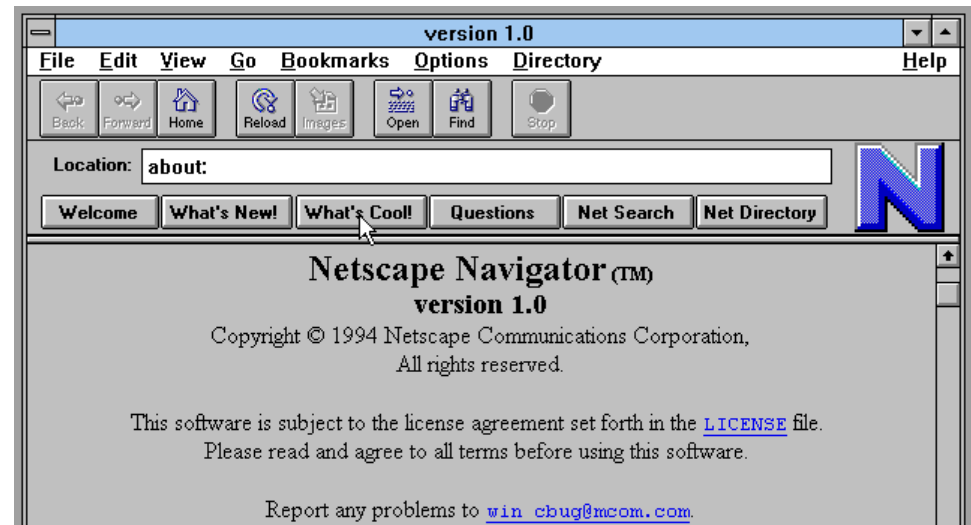 version 1.0
File Edit View Go Bookmarks Options Directory Help
Back Forward Home Reload Images Open Find Stop
Location: about:
Welcome What's New! What's Cool! Questions Net Search Net Directory
N
Netscape Navigator (TM)
version 1.0
Copyright © 1994 Netscape Communications Corporation,
All rights reserved.
This software is subject to the license agreement set forth in the LICENSE file.
Please read and agree to all terms before using this software.
Report any problems to win_cbug@mcom.com.